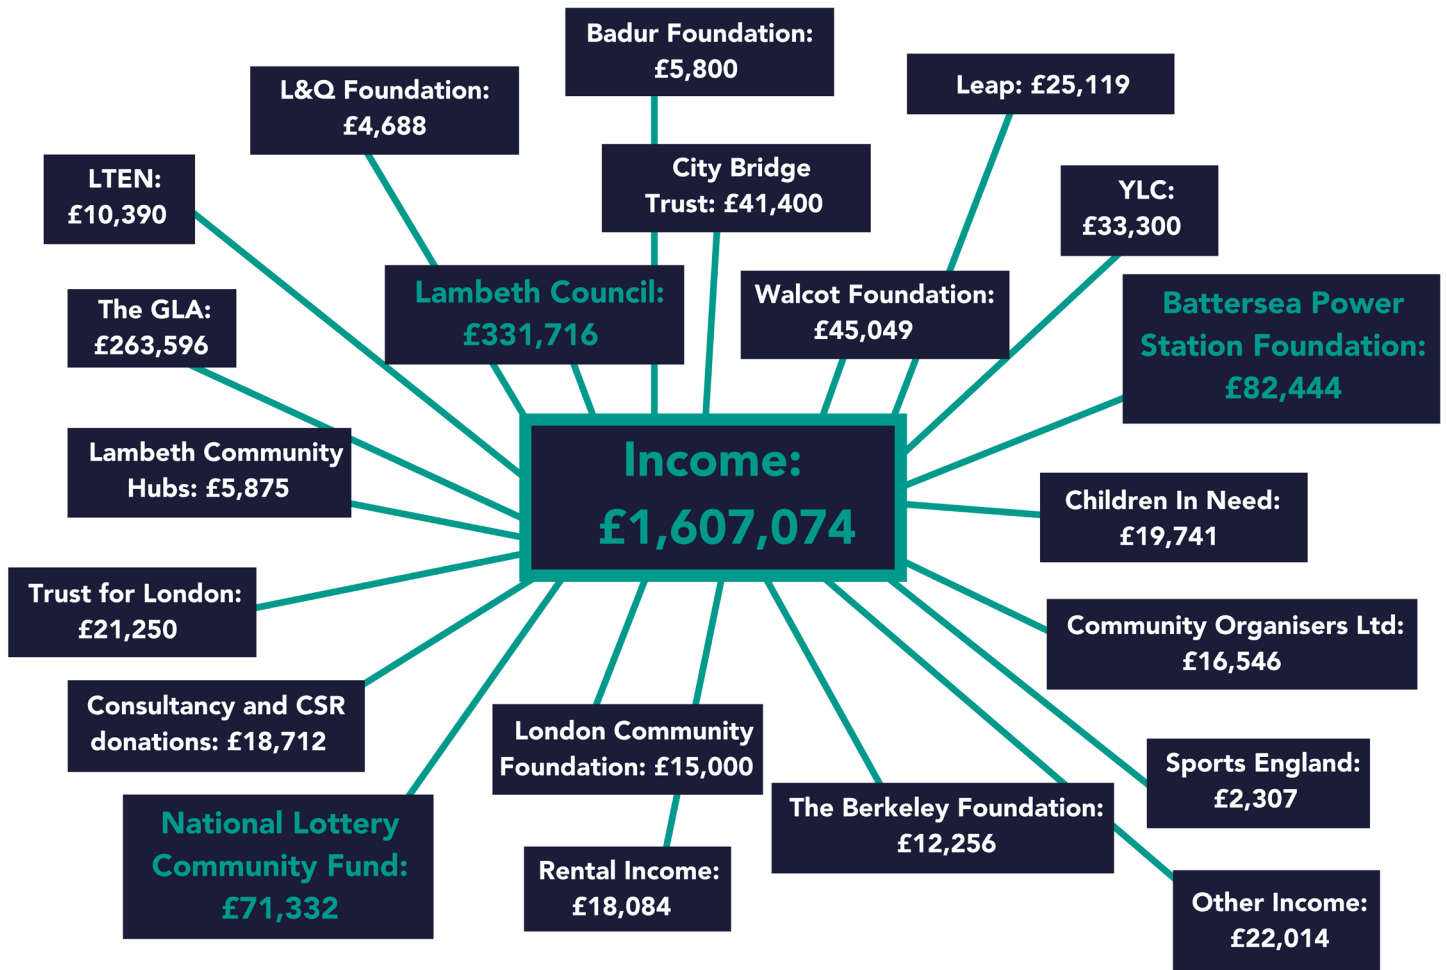 Badur Foundation:
£5,800
L&Q Foundation:
£4,688
Leap: £25,119
LTEN:
£10,390
City Bridge
Trust: £41,400
YLC:
£33,300
The GLA:
£263,596
Lambeth Council:
£331,716
Walcot Foundation:
£45,049
Battersea Power
Station Foundation:
£82,444
Lambeth Community
Hubs: £5,875
Income:
£1,607,074
Children In Need:
£19,741
Trust for London:
£21,250
Community Organisers Ltd:
£16,546
Consultancy and CSR
donations: £18,712
London Community
Foundation: £15,000
Sports England:
£2,307
National Lottery
Community Fund:
£71,332
The Berkeley Foundation:
£12,256
Rental Income:
£18,084
Other Income:
£22,014